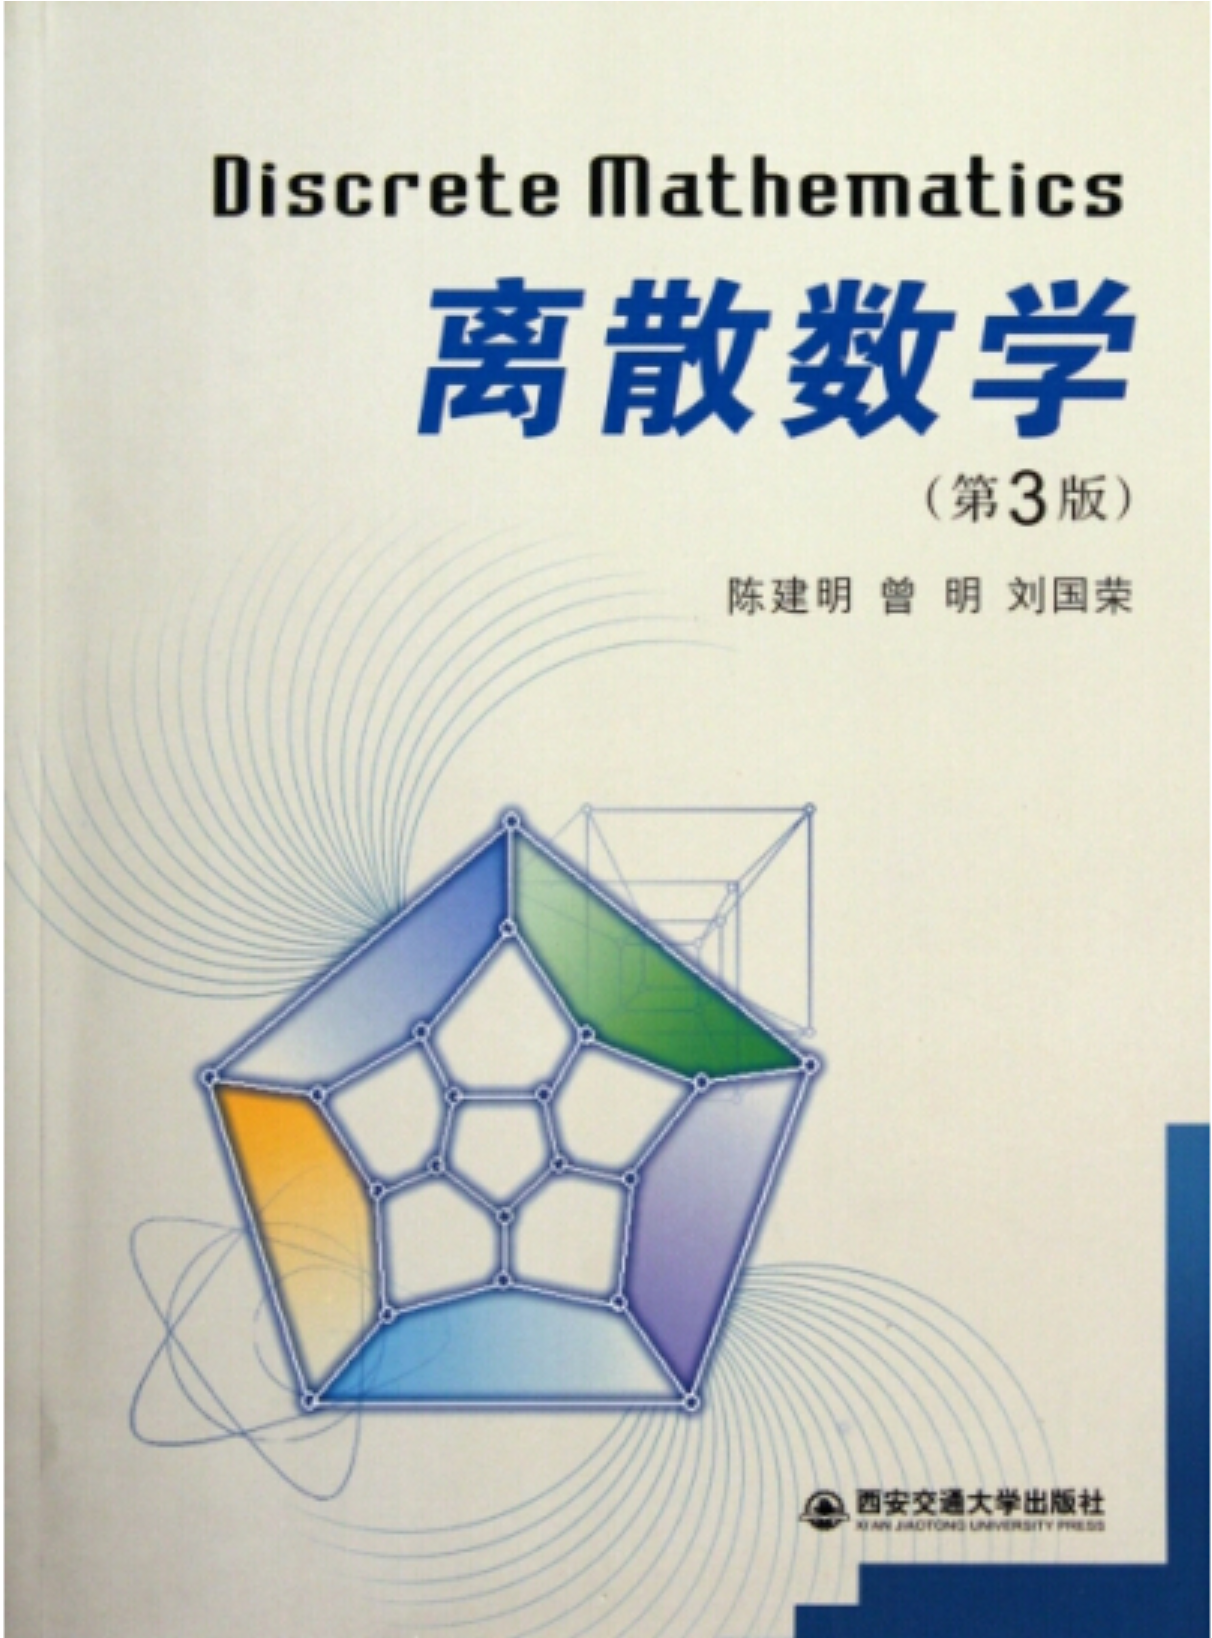 Discrete Mathematics
离散数学
（第3版）
陈建明 曾 明 刘国荣
西安交通大学出版社
XI'AN JIAOTONG UNIVERSITY PRESS